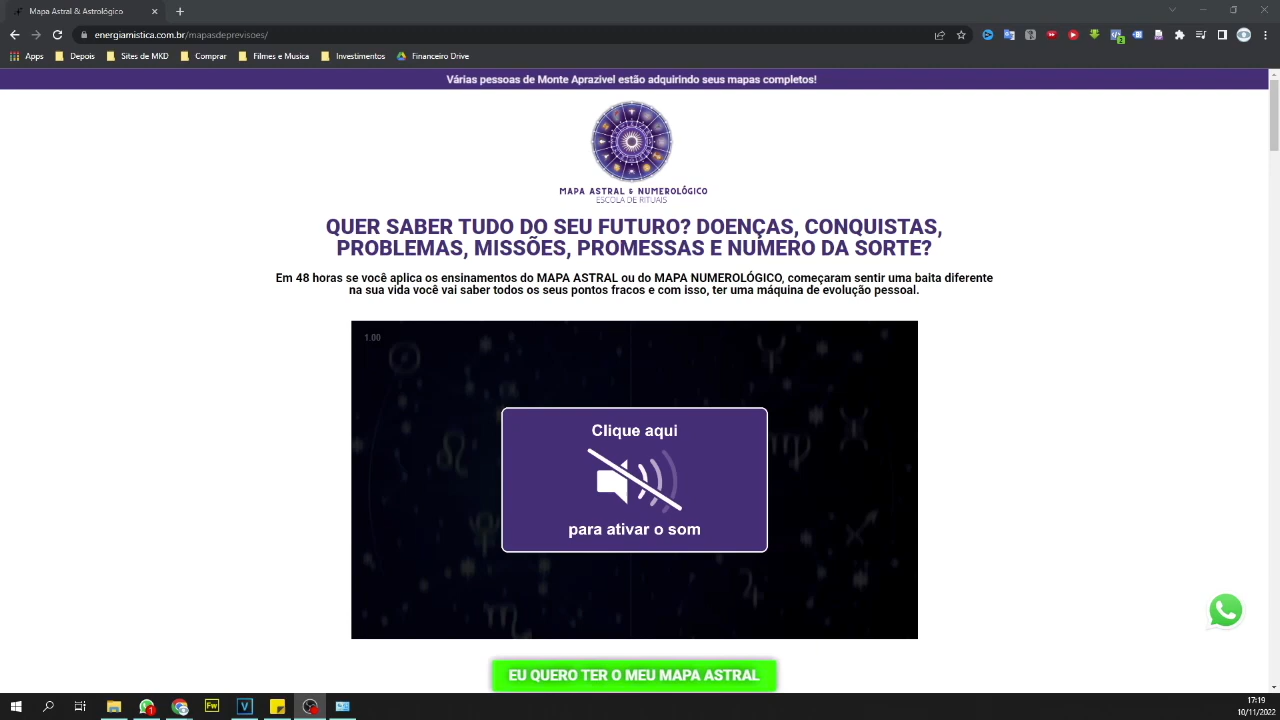 Mapa Astral & Astrológico
energiamistica.com.br/mapasdeprevisoes/
Apps
Depois
Sites de MKD
Comprar
Filmes e Musica
Investimentos
Financeiro Drive
Várias pessoas de Monte Aprazivel estão adquirindo seus mapas completos!
MAPA ASTRAL & NUMEROLÓGICO
ESCOLA DE RITUAIS
QUER SABER TUDO DO SEU FUTURO? DOENÇAS, CONQUISTAS,
PROBLEMAS, MISSÕES, PROMESSAS E NUMERO DA SORTE?
Em 48 horas se você aplica os ensinamentos do MAPA ASTRAL ou do MAPA NUMEROLÓGICO, começaram sentir uma baita diferente
na sua vida você vai saber todos os seus pontos fracos e com isso, ter uma máquina de evolução pessoal.
1.00
Clique aqui
para ativar o som
EU QUERO TER O MEU MAPA ASTRAL
Fw
V
17:19
10/11/2022